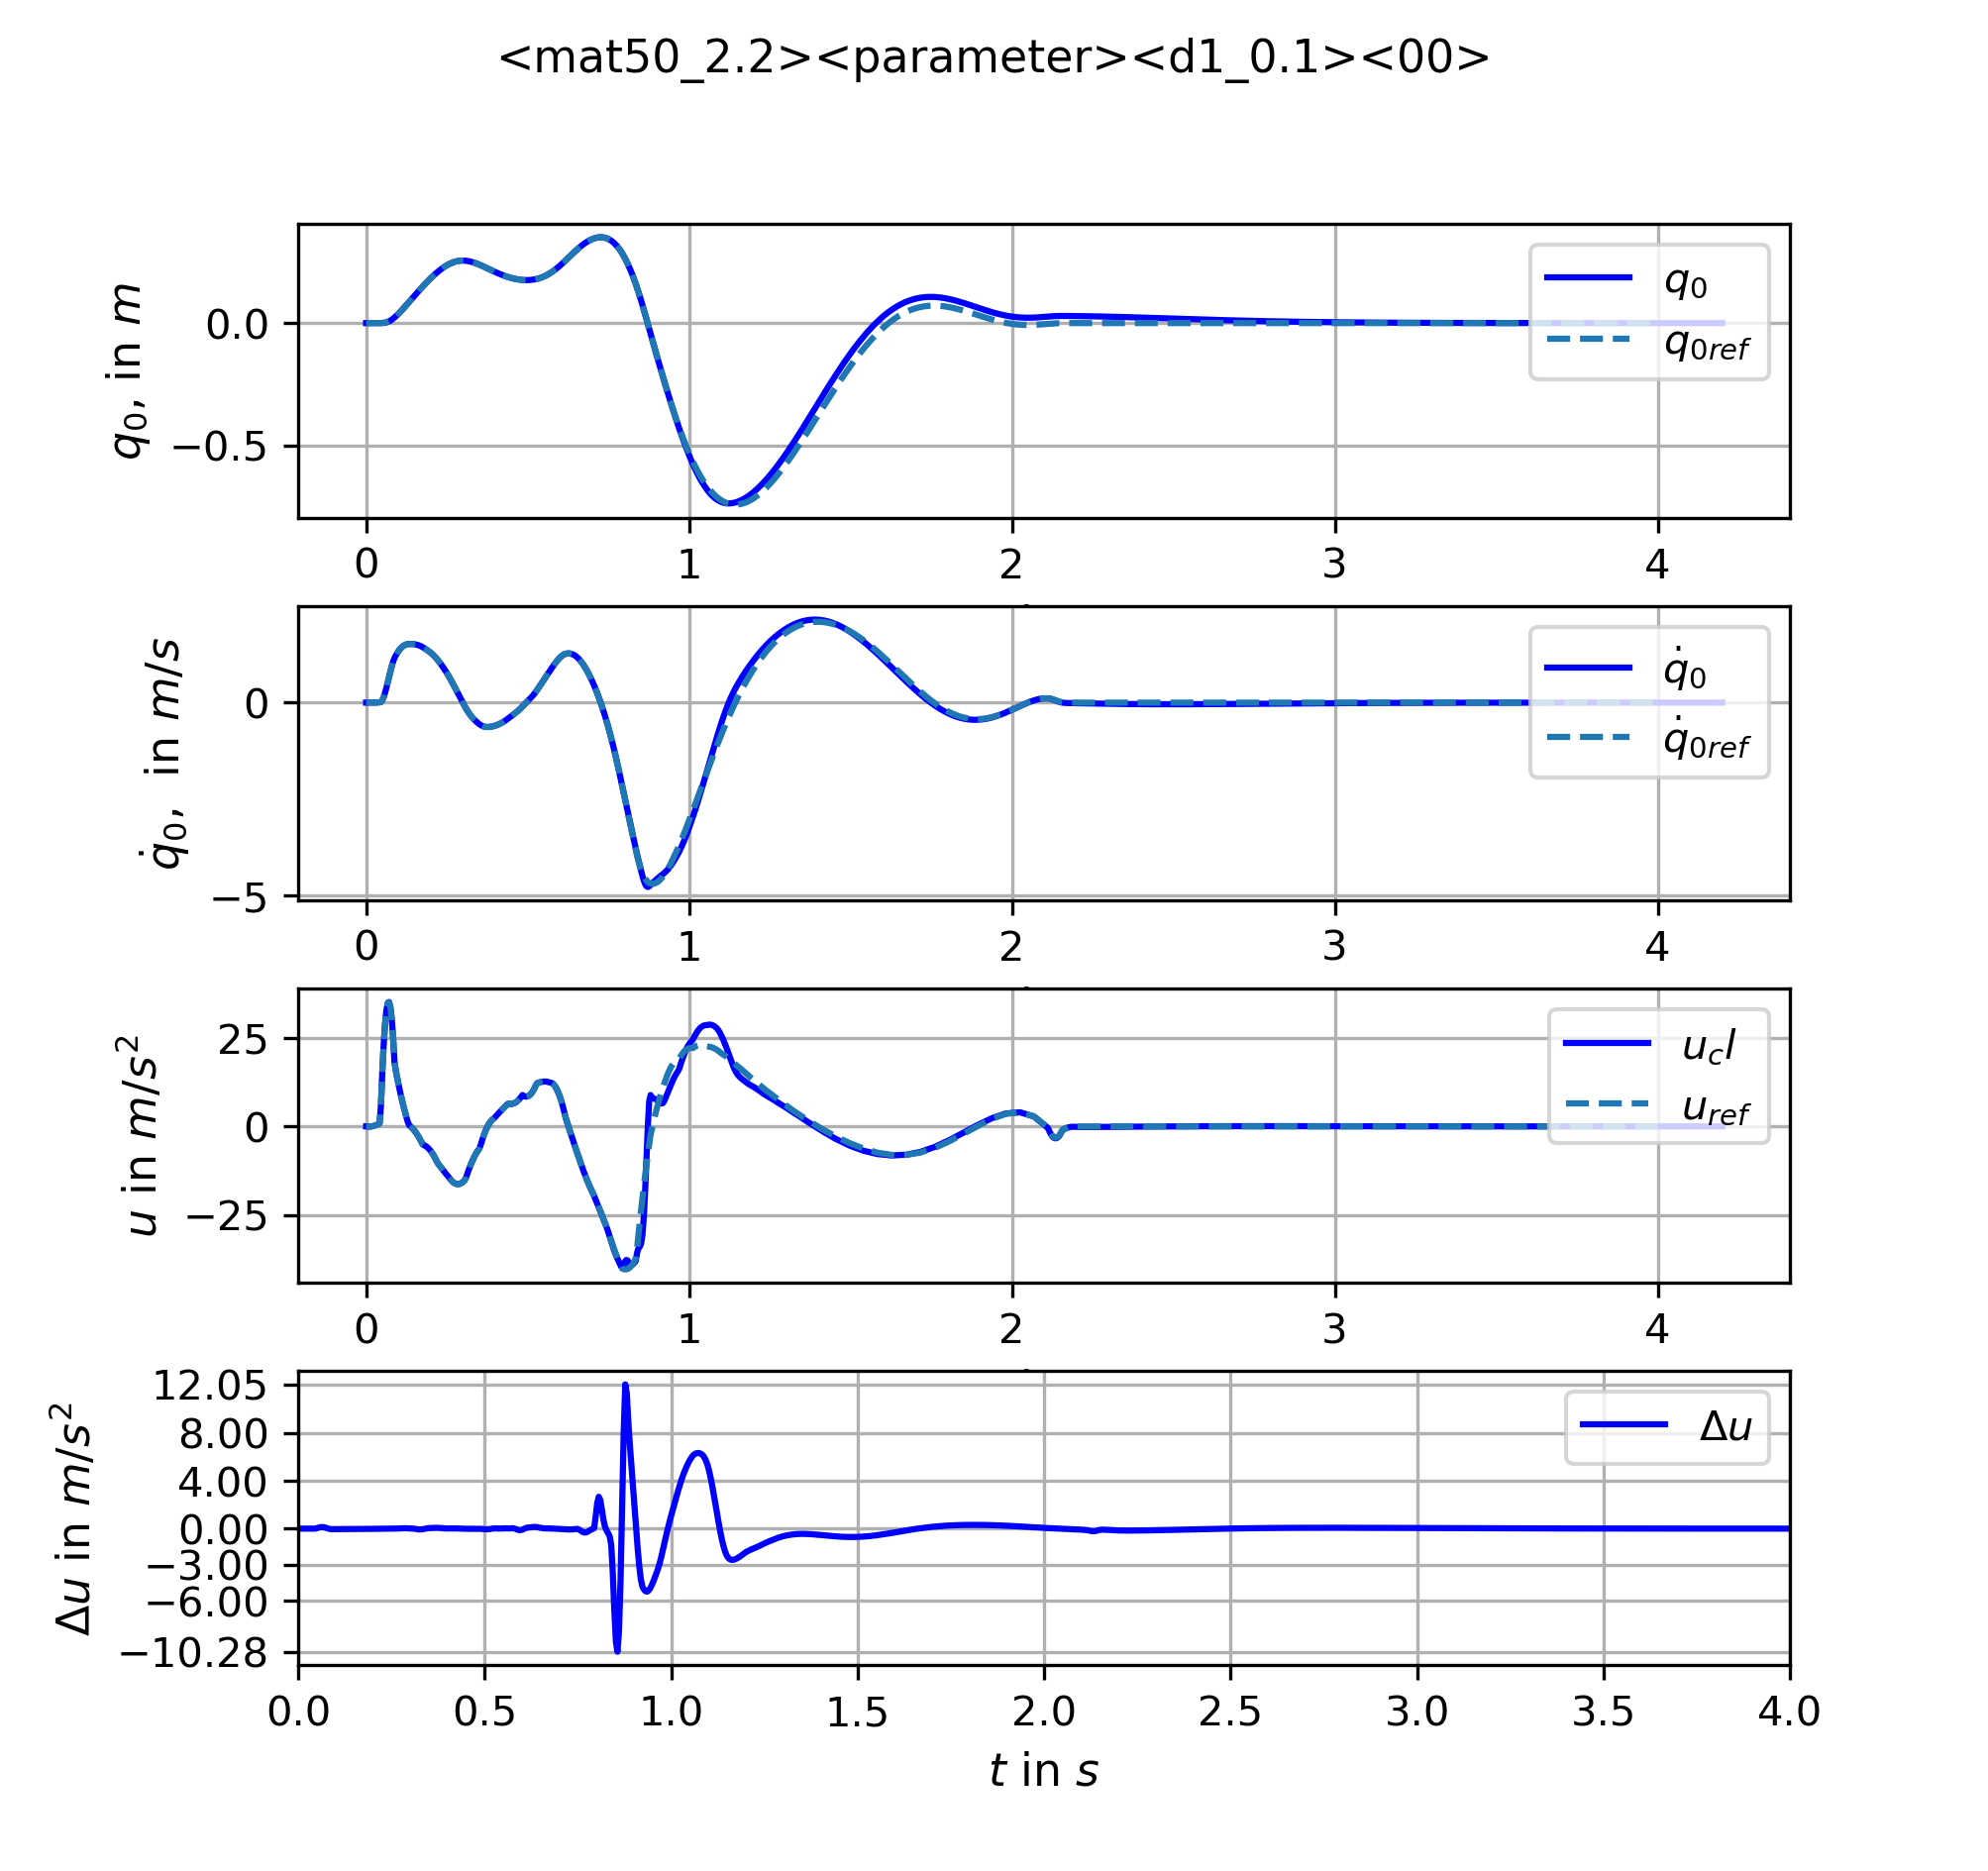 <mat50_2.2><parameter><d1_0.1><00>
q₀, in m
0.0
−0.5
0 1 2 3 4
q₀
q₀ref
q̇₀, in m/s
0
−5
0 1 2 3 4
q̇₀
q̇₀ref
u in m/s²
25
0
−25
0 1 2 3 4
u_cl
u_ref
Δu in m/s²
12.05
8.00
4.00
0.00
−3.00
−6.00
−10.28
0.0 0.5 1.0 1.5 2.0 2.5 3.0 3.5 4.0
Δu
t in s